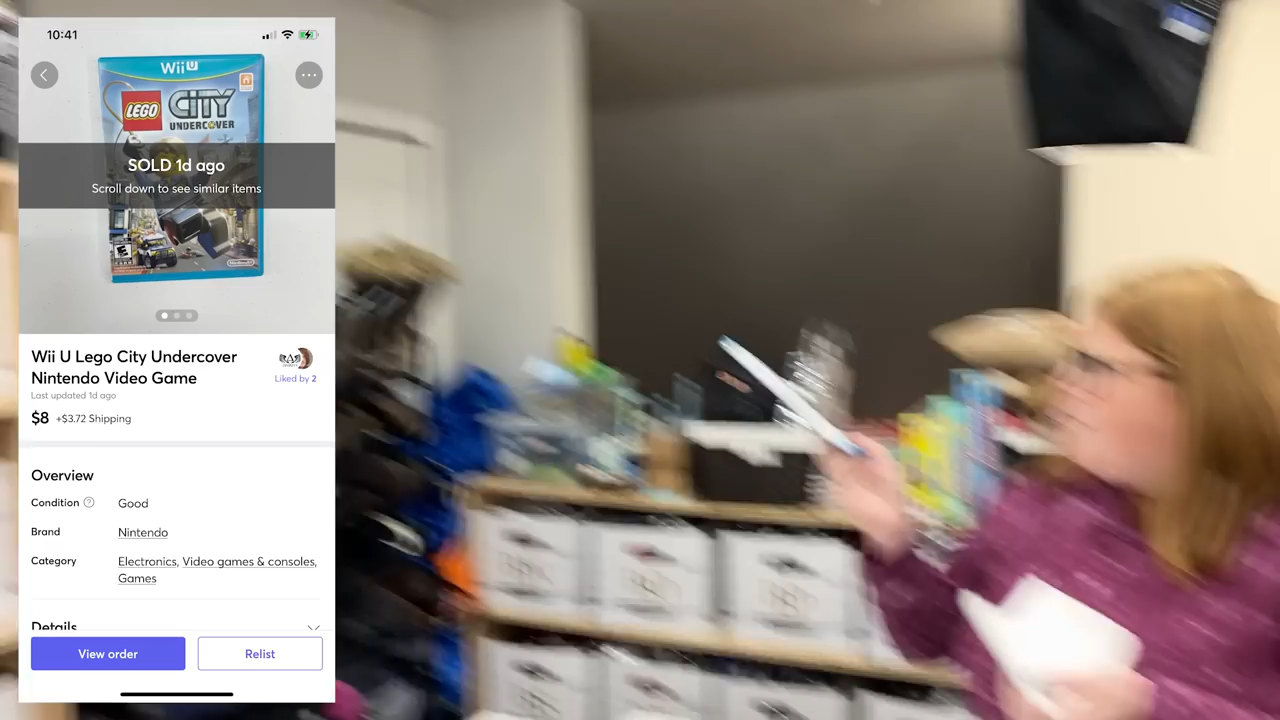 10:41
Wii U
LEGO CITY
UNDERCOVER
SOLD 1d ago
Scroll down to see similar items
E
Nintendo
Wii U Lego City Undercover
Nintendo Video Game
Liked by 2
Last updated 1d ago
$8 +$3.72 Shipping
Overview
Condition ? Good
Brand Nintendo
Category Electronics, Video games & consoles,
Games
Details
View order
Relist